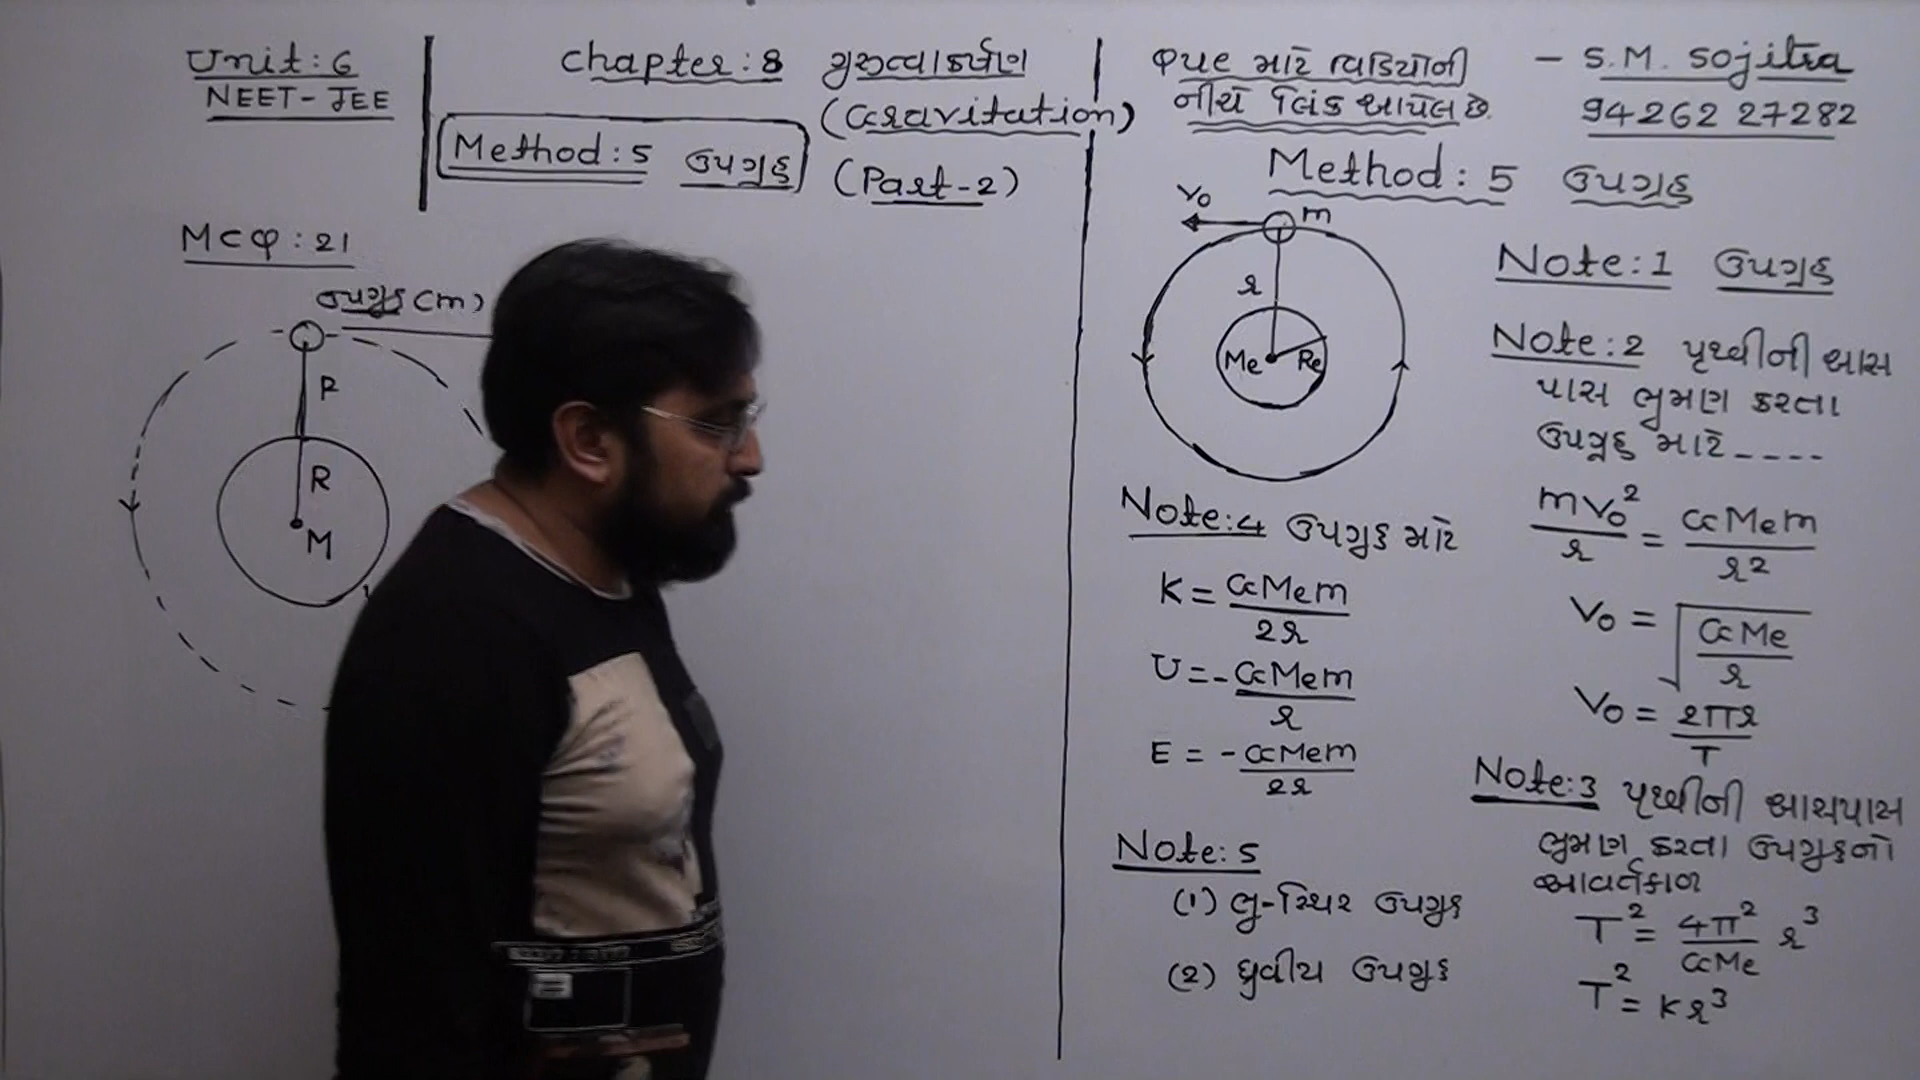 Unit: 6
NEET-JEE
Chapter: 8 ગુરુત્વાકર્ષણ
(Gravitation)
Method: 5 ઉપગ્રહ
(Part-2)
MCQ: 21
ઉપગ્રહ (m)
R
R
M
માટે વિડિયોની
નીચે લિંક આપેલ છે.
- S.M. Sojitra
94262 27282
Method: 5 ઉપગ્રહ
V₀
m
r
Me
Re
Note: 1 ઉપગ્રહ
Note: 2 પૃથ્વીની આસ
પાસ ભ્રમણ કરતા
ઉપગ્રહ માટે ----
mV₀²/r = GMem/r²
V₀ = √(GMe/r)
V₀ = 2πr/T
Note: 3 પૃથ્વીની આસપાસ
ભ્રમણ કરતા ઉપગ્રહનો
આવર્તકાળ
T² = 4π²/GMe r³
T² = Kr³
Note: 4 ઉપગ્રહ માટે
K = GMem/2r
U = -GMem/r
E = -GMem/2r
Note: 5
(1) ભુ-સ્થિર ઉપગ્રહ
(2) ધ્રુવીય ઉપગ્રહ